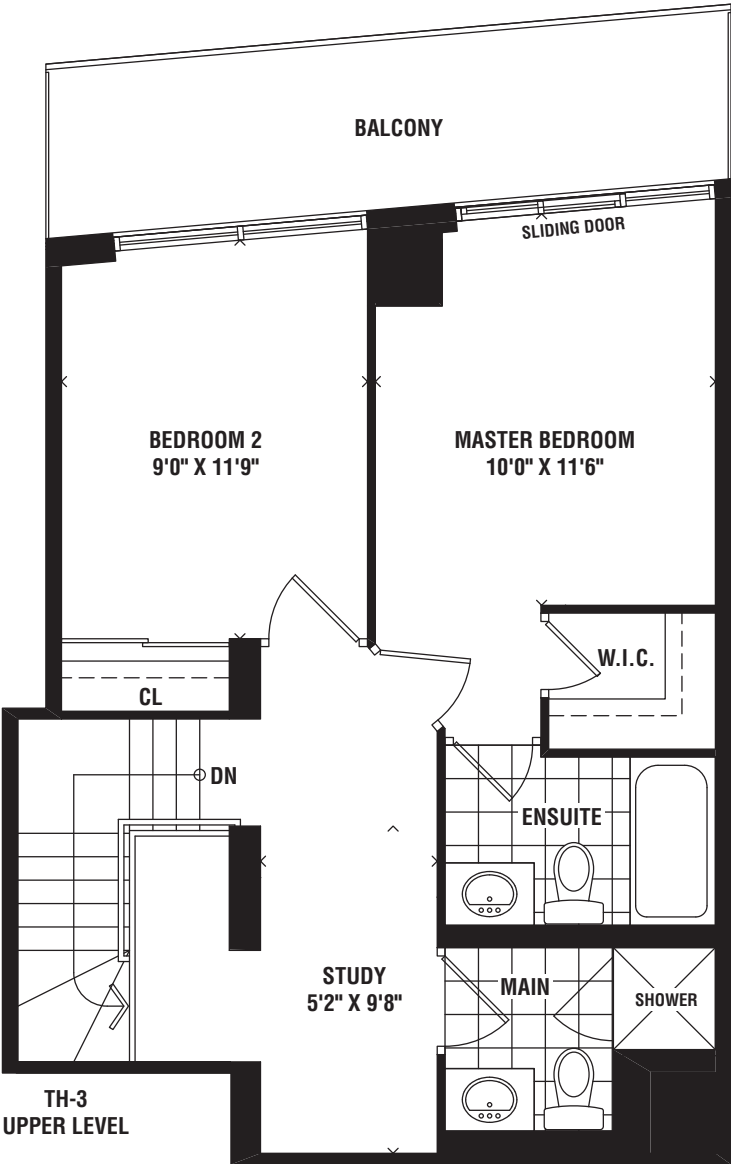 BALCONY
SLIDING DOOR
BEDROOM 2
9'0" X 11'9"
MASTER BEDROOM
10'0" X 11'6"
W.I.C.
CL
DN
ENSUITE
STUDY
5'2" X 9'8"
MAIN
SHOWER
TH-3
UPPER LEVEL